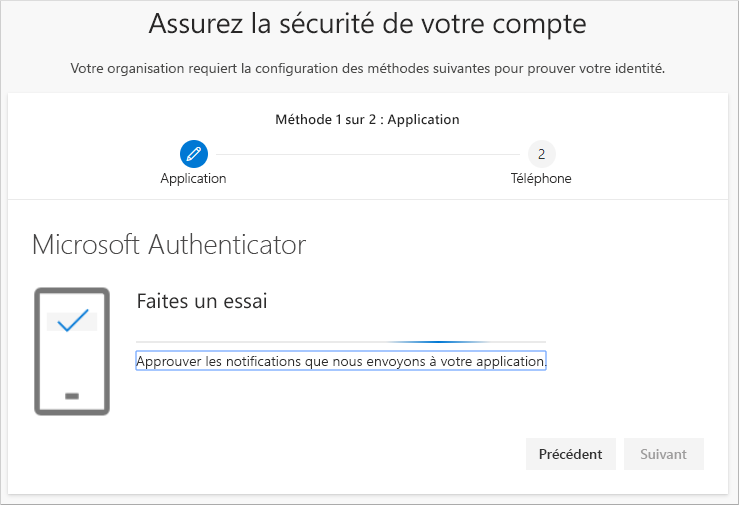 Assurez la sécurité de votre compte
Votre organisation requiert la configuration des méthodes suivantes pour prouver votre identité.
Méthode 1 sur 2 : Application
2
Application
Téléphone
Microsoft Authenticator
Faites un essai
Approuver les notifications que nous envoyons à votre application.
Précédent
Suivant